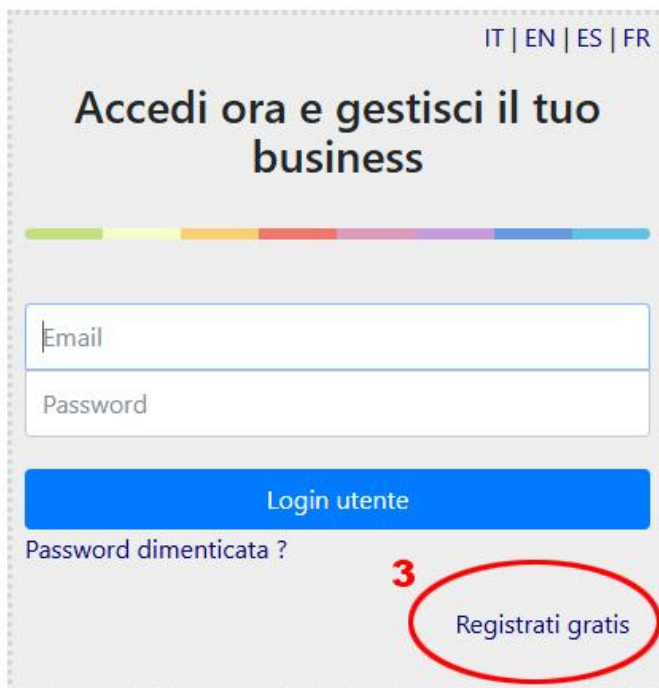 IT | EN | ES | FR
Accedi ora e gestisci il tuo
business
Email
Password
Login utente
Password dimenticata ?
3
Registrati gratis